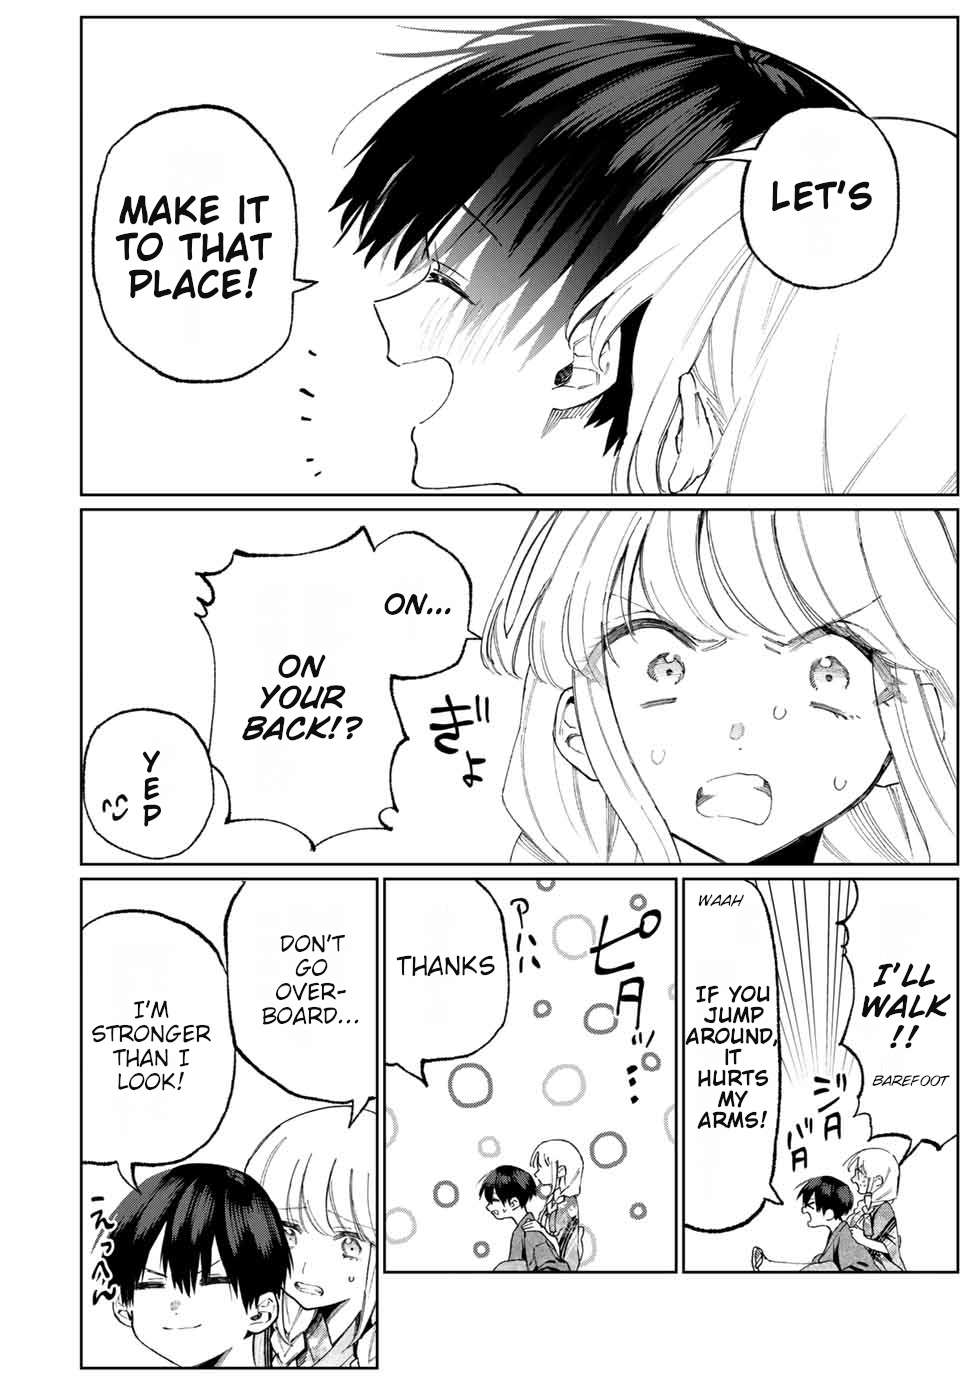 LET'S
MAKE IT
TO THAT
PLACE!
ON...
ON
YOUR
BACK!?
ぎょ
YEP
I'LL
WALK
!!
BAREFOOT
WAAH
IF YOU
JUMP
AROUND,
IT
HURTS
MY
ARMS!
ジタ
バタ
ピタッ…
アハハ
THANKS
DON'T
GO
OVER-
BOARD...
I'M
STRONGER
THAN I
LOOK!
えっへん